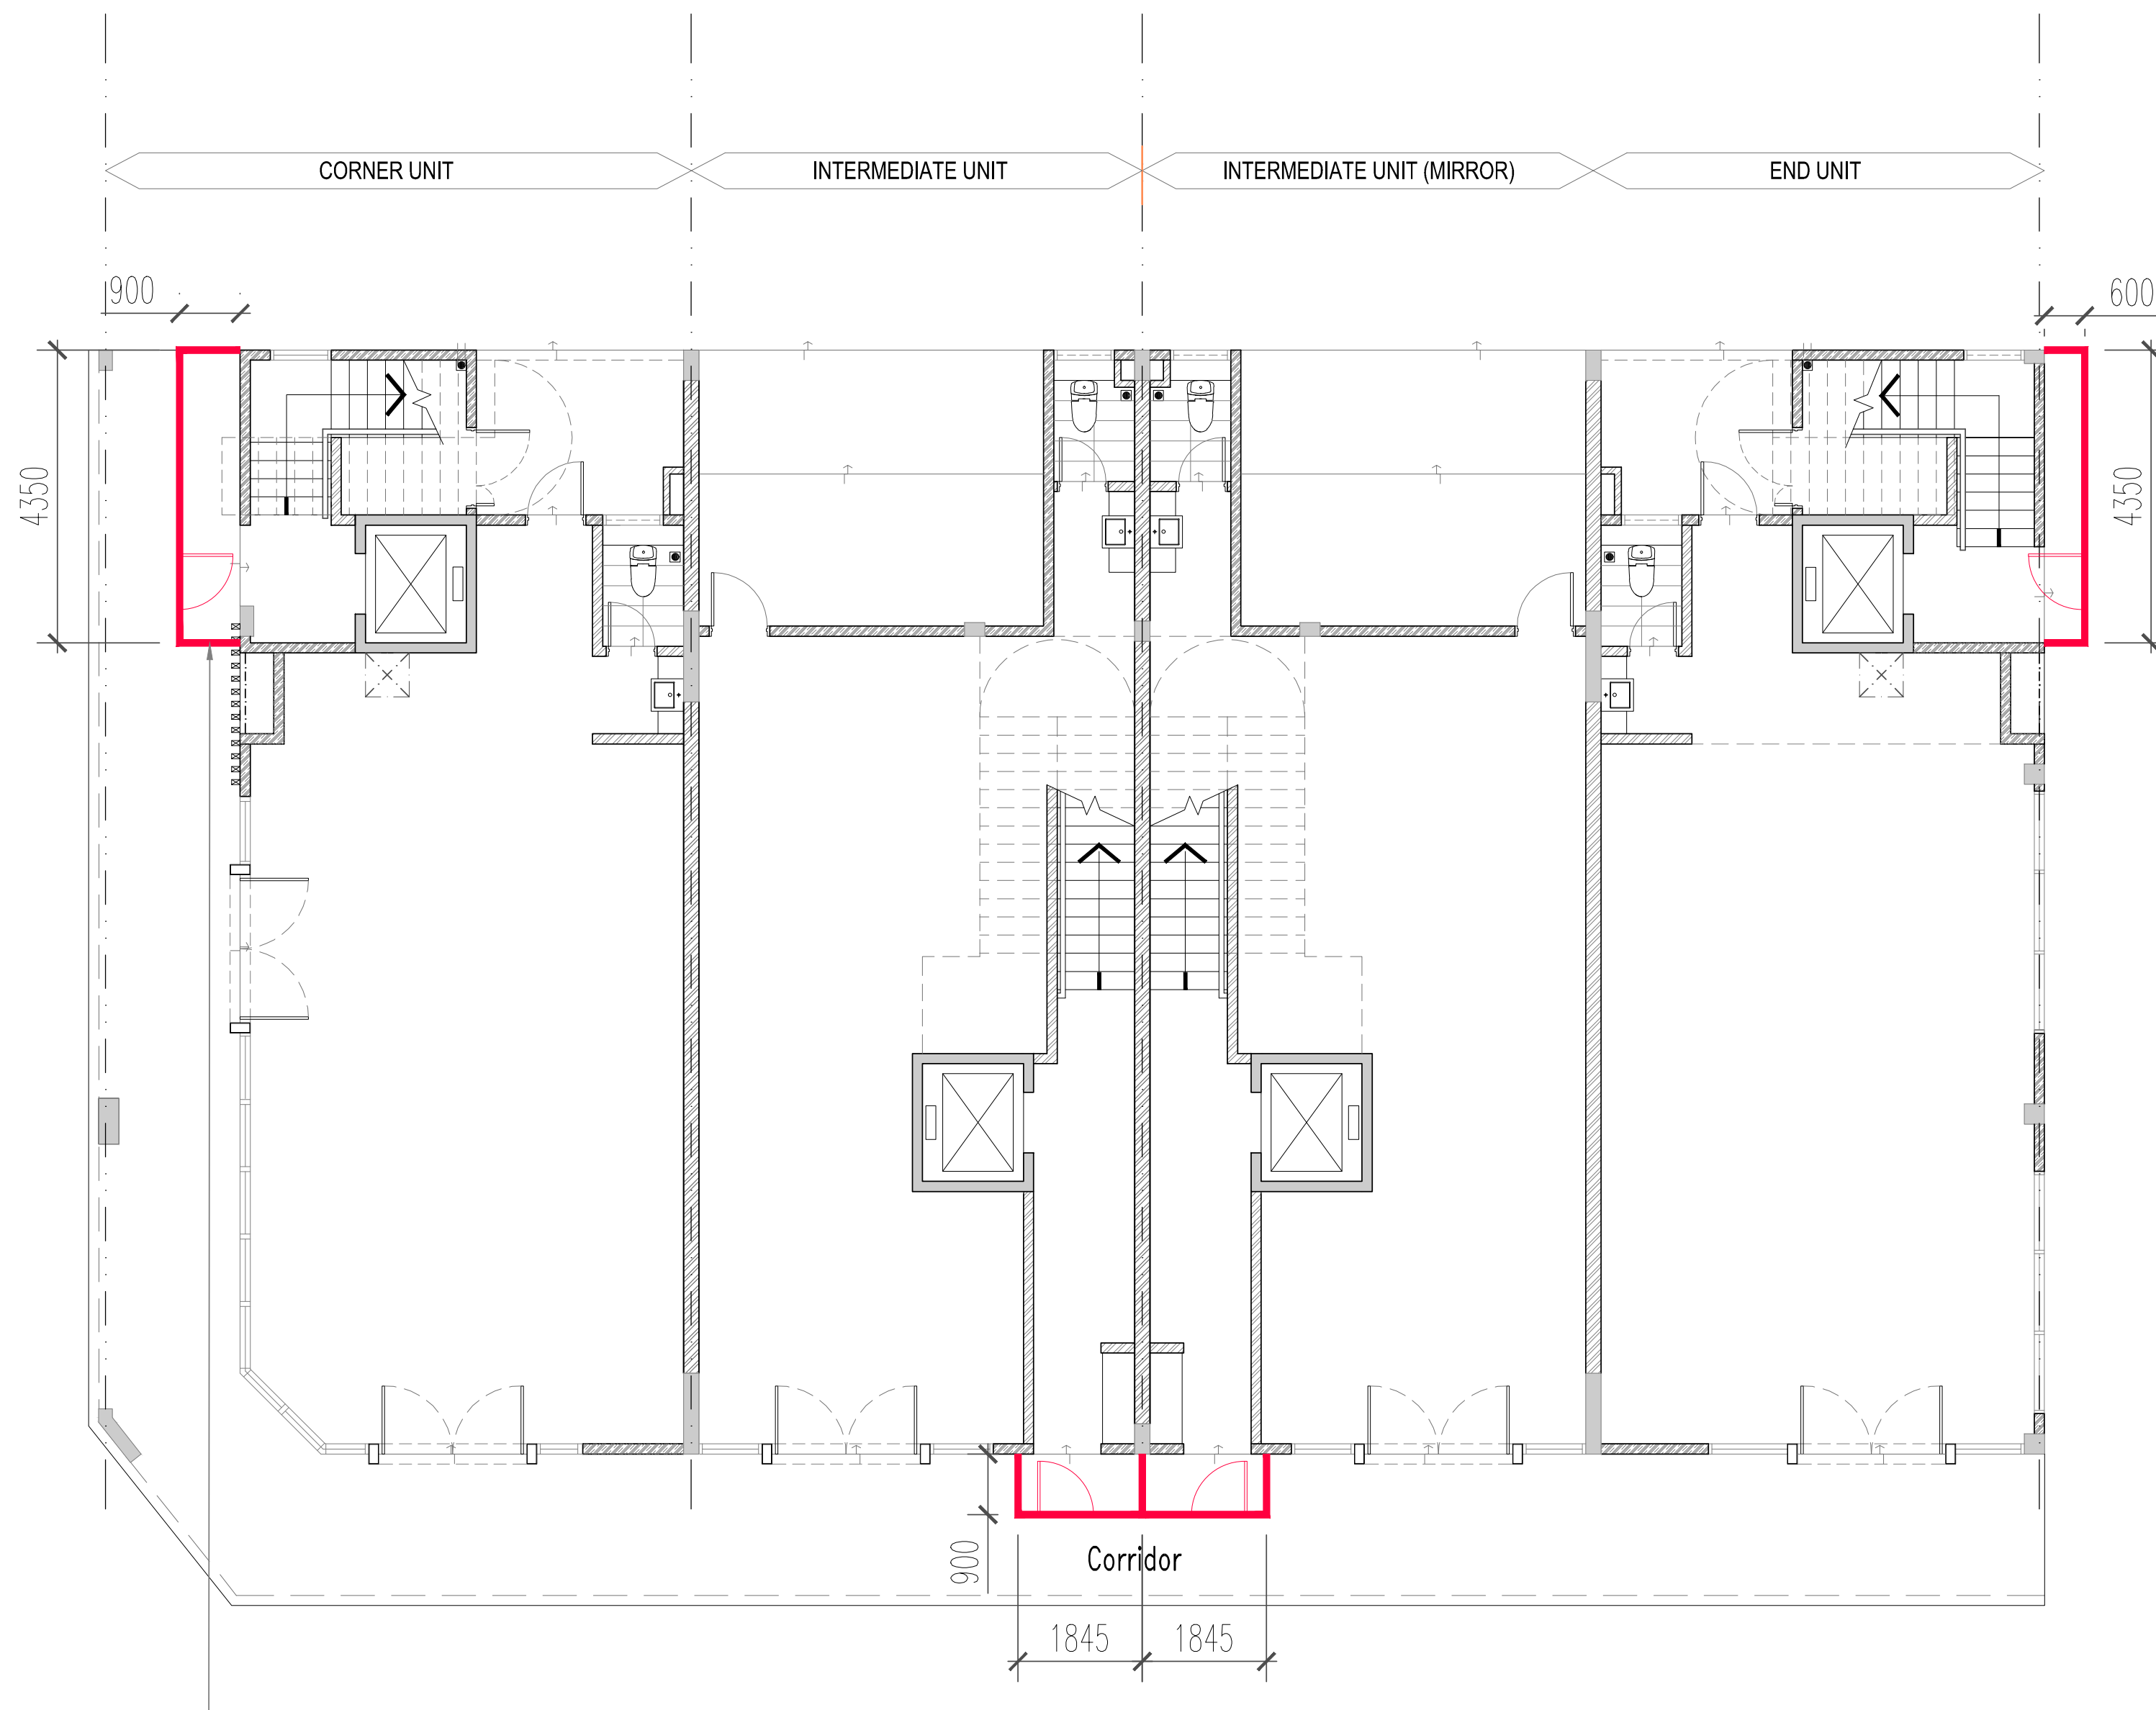 CORNER UNIT
INTERMEDIATE UNIT
INTERMEDIATE UNIT (MIRROR)
END UNIT
900
600
4350
4350
900
Corridor
1845
1845